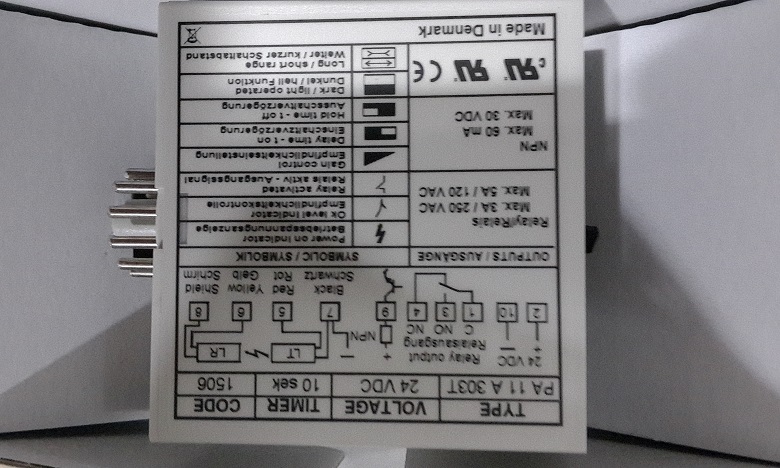 TYPE VOLTAGE TIMER CODE
PA 11 A 303T 24 VDC 10 sek 1506
24 VDC Relay output
Relaisausgang
+ — C NO NC + — NPN LT LR
2 10 1 3 4 9 7 5 6 8
Black Red Yellow Shield
Schwartz Rot Gelb Schirm
OUTPUTS / AUSGÄNGE SYMBOLIC / SYMBOLIK
Relay/Relais
Max. 3A / 250 VAC
Max. 5A / 120 VAC
NPN
Max. 60 mA
Max. 30 VDC
Power on indicator
Betriebsspannungsanzeige
Ok level indicator
Empfindlichkeitskontrolle
Relay activated
Relais aktiv - Ausgangssignal
Gain control
Empfindlichkeitseinstellung
Delay time - t on
Einschaltverzögerung
Hold time - t off
Ausschaltverzögerung
Dark / light operated
Dunkel / hell Funktion
Long / short range
Weiter / kurzer Schaltabstand
c RU RU CE
Made in Denmark